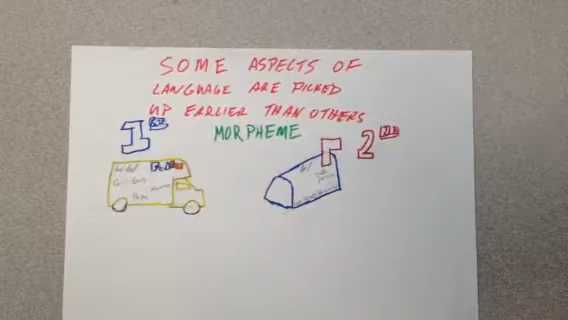 SOME ASPECTS OF
LANGUAGE ARE PICKED
UP EARLIER THAN OTHERS
MORPHEME
1ST
2ND